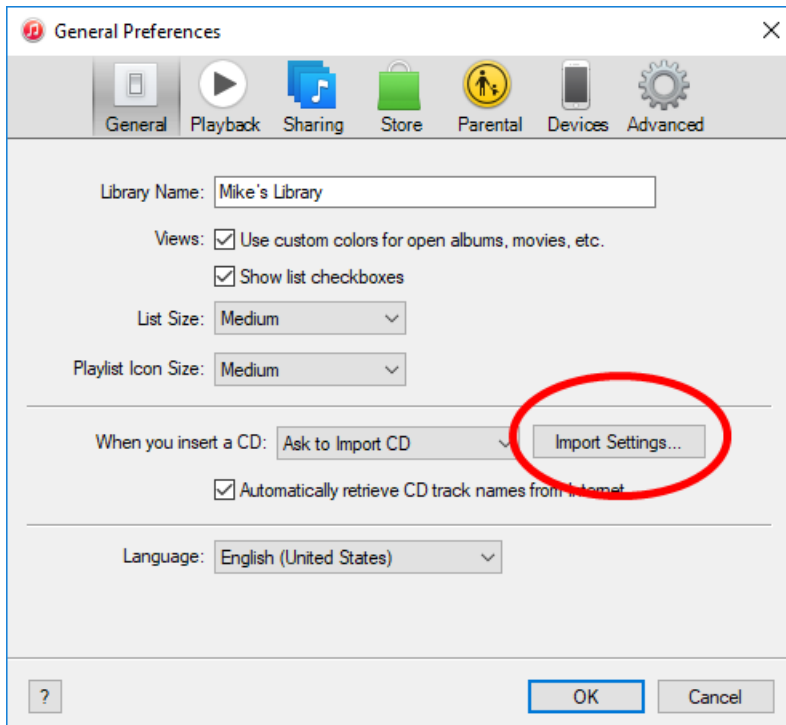 General Preferences
General Playback Sharing Store Parental Devices Advanced
Library Name: Mike's Library
Views: Use custom colors for open albums, movies, etc.
Show list checkboxes
List Size: Medium
Playlist Icon Size: Medium
When you insert a CD: Ask to Import CD Import Settings...
Automatically retrieve CD track names from Internet
Language: English (United States)
? OK Cancel